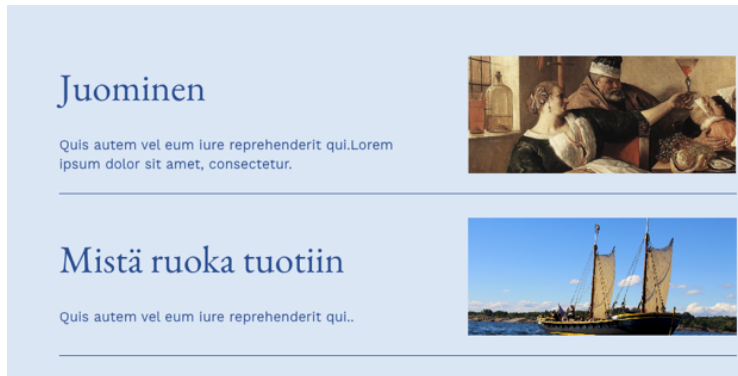 Juominen
Quis autem vel eum iure reprehenderit qui.Lorem
ipsum dolor sit amet, consectetur.
Mistä ruoka tuotiin
Quis autem vel eum iure reprehenderit qui..